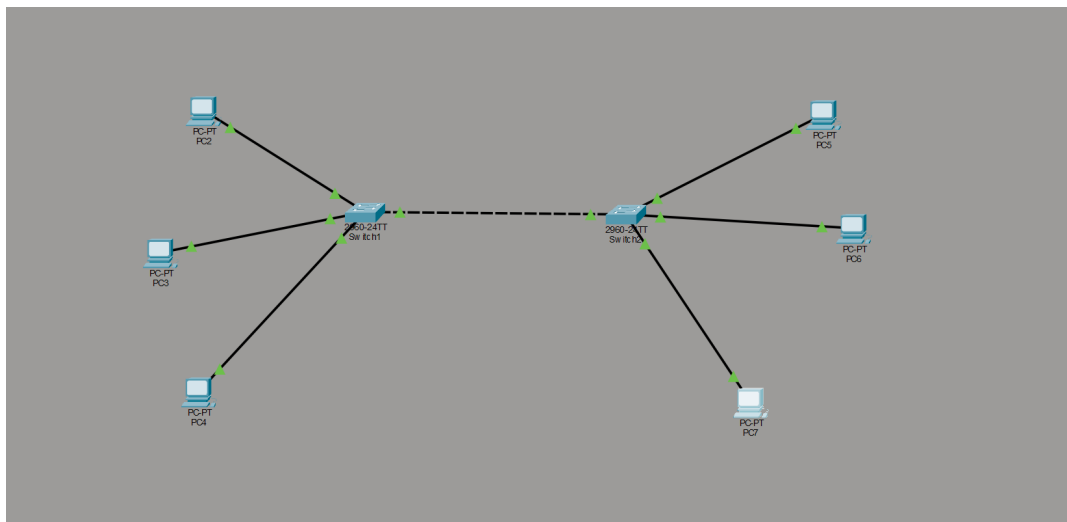 PC-PT
PC2
PC-PT
PC5
2960-24TT
Switch1
2960-24TT
Switch2
PC-PT
PC3
PC-PT
PC6
PC-PT
PC4
PC-PT
PC7